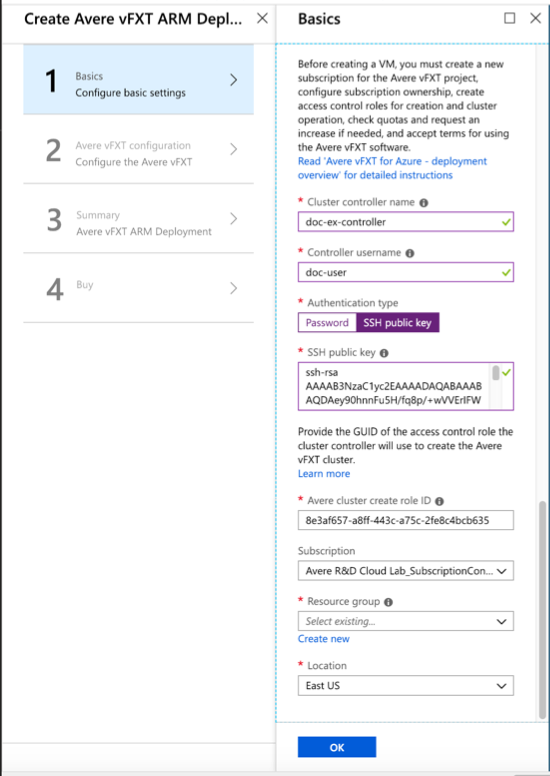 Create Avere vFXT ARM Depl...
1
Basics
Configure basic settings
2
Avere vFXT configuration
Configure the Avere vFXT
3
Summary
Avere vFXT ARM Deployment
4
Buy
Basics
Before creating a VM, you must create a new
subscription for the Avere vFXT project,
configure subscription ownership, create
access control roles for creation and cluster
operation, check quotas and request an
increase if needed, and accept terms for using
the Avere vFXT software.
Read 'Avere vFXT for Azure - deployment
overview' for detailed instructions
* Cluster controller name
doc-ex-controller
* Controller username
doc-user
* Authentication type
Password SSH public key
* SSH public key
ssh-rsa
AAAAB3NzaC1yc2EAAAADAQABAAAB
AQDAey90hnnFu5H/fq8p/+wVVErIFW
Provide the GUID of the access control role the
cluster controller will use to create the Avere
vFXT cluster.
Learn more
* Avere cluster create role ID
8e3af657-a8ff-443c-a75c-2fe8c4bcb635
Subscription
Avere R&D Cloud Lab_SubscriptionCon...
* Resource group
Select existing...
Create new
* Location
East US
OK